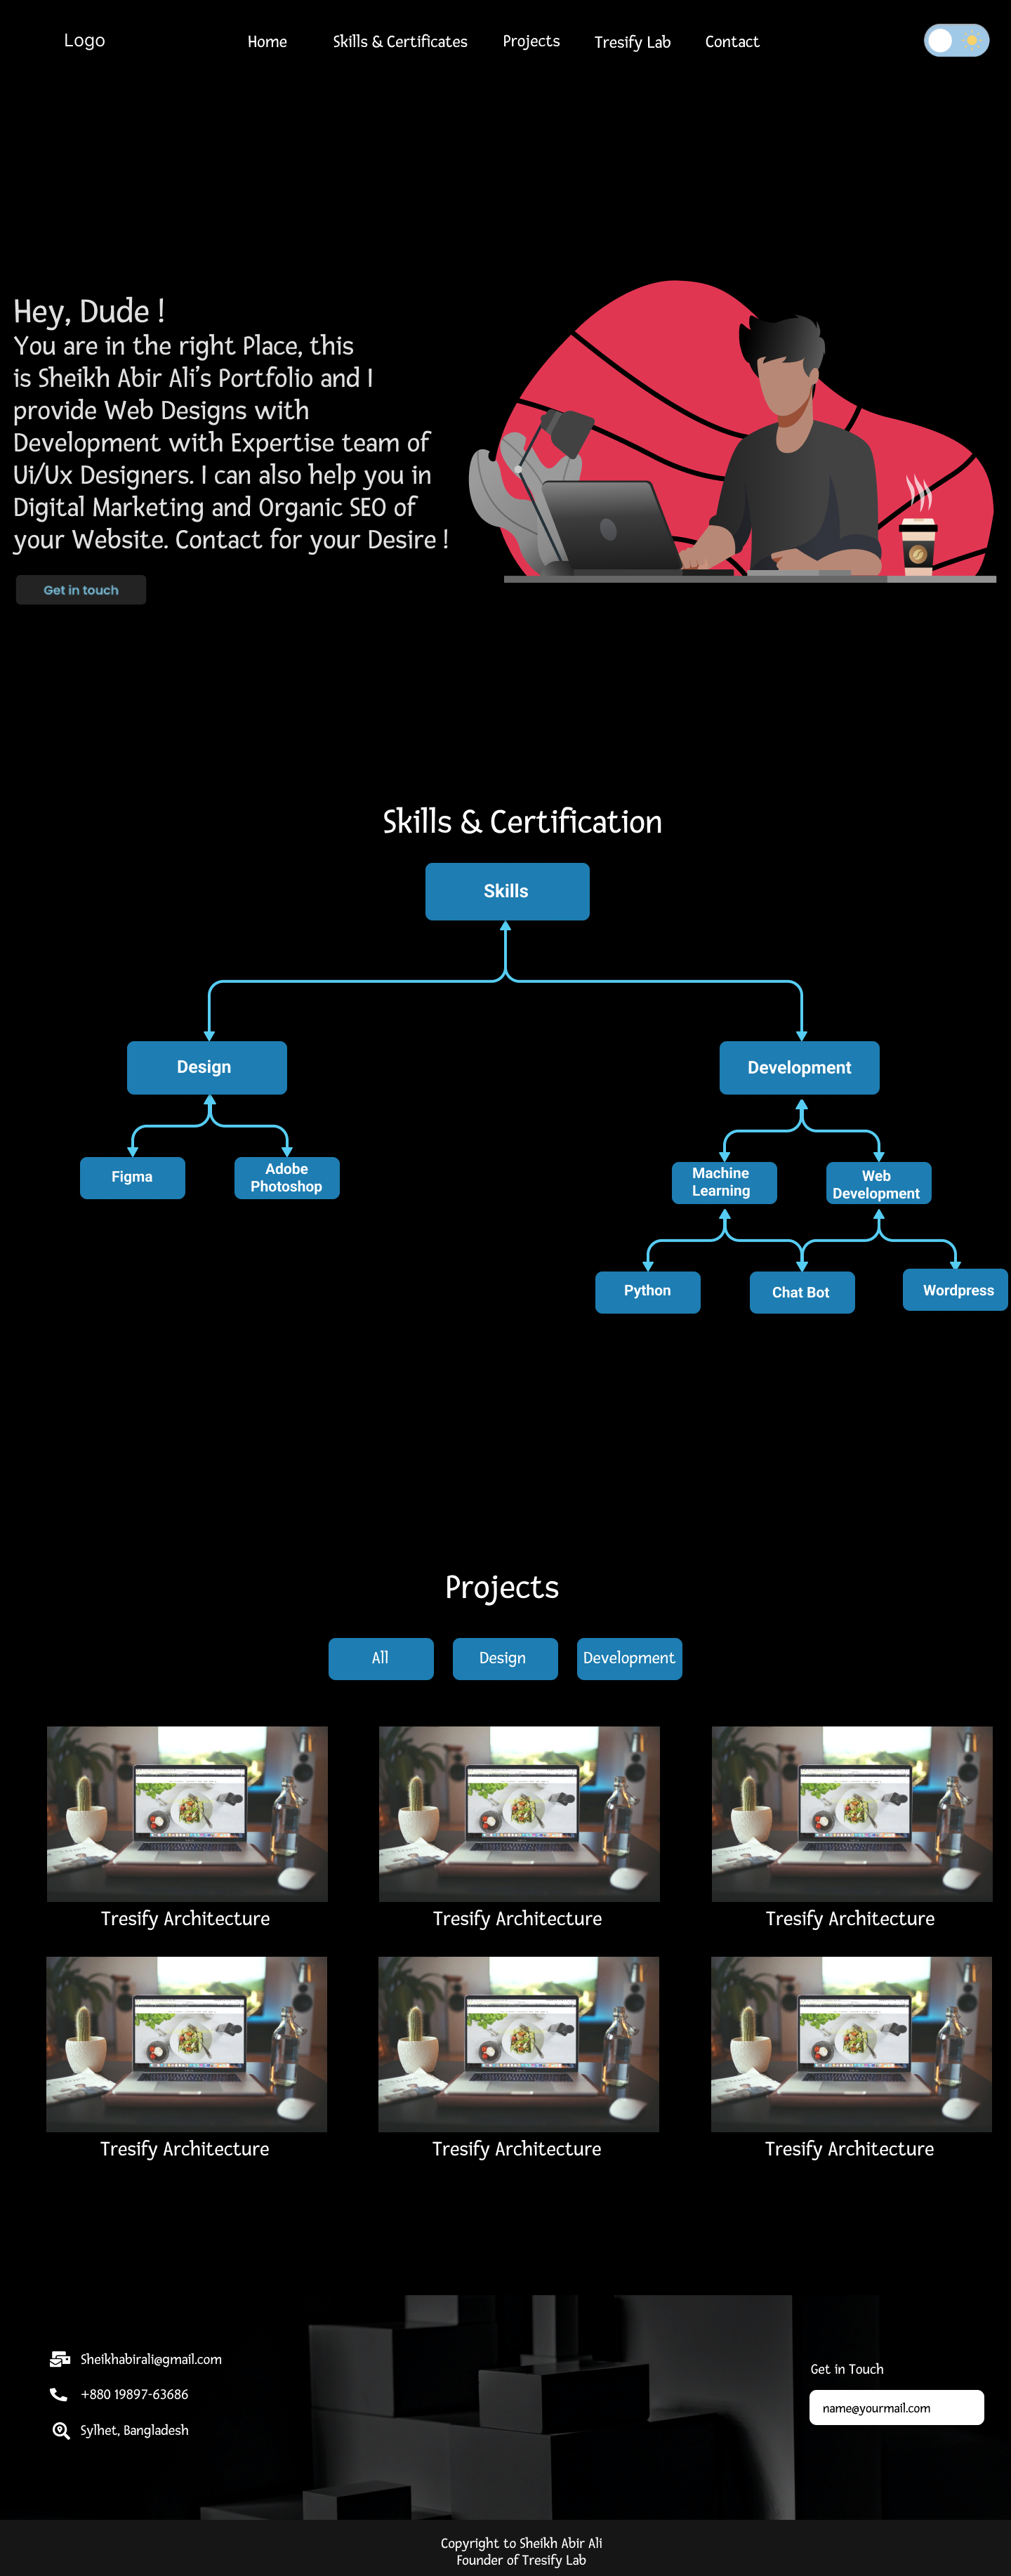 Logo
Home
Skills & Certificates
Projects
Tresify Lab
Contact
Hey, Dude !
You are in the right Place, this
is Sheikh Abir Ali's Portfolio and I
provide Web Designs with
Development with Expertise team of
Ui/Ux Designers. I can also help you in
Digital Marketing and Organic SEO of
your Website. Contact for your Desire !
Get in touch
Skills & Certification
Skills
Design
Development
Figma
Adobe
Photoshop
Machine
Learning
Web
Development
Python
Chat Bot
Wordpress
Projects
All
Design
Development
Tresify Architecture
Tresify Architecture
Tresify Architecture
Tresify Architecture
Tresify Architecture
Tresify Architecture
Sheikhabirali@gmail.com
+880 19897-63686
Sylhet, Bangladesh
Get in Touch
name@yourmail.com
Copyright to Sheikh Abir Ali
Founder of Tresify Lab